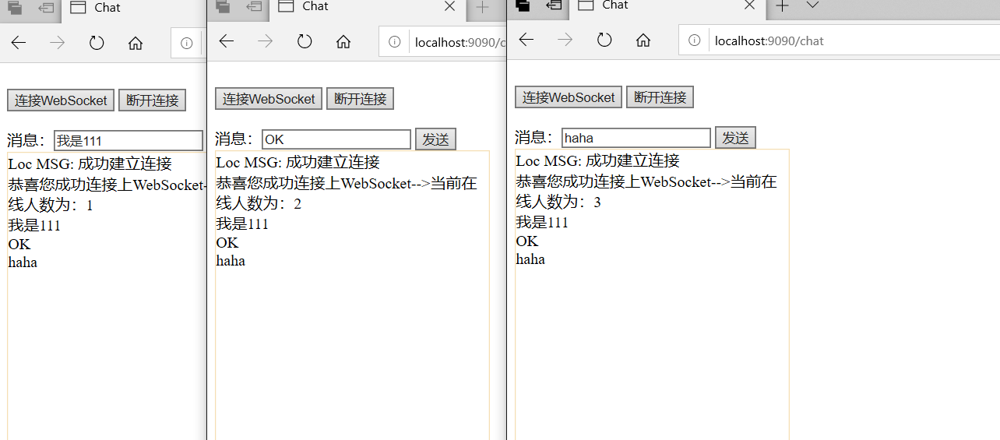 Chat
连接WebSocket 断开连接
消息：我是111
Loc MSG: 成功建立连接
恭喜您成功连接上WebSocket-
线人数为：1
我是111
OK
haha
Chat
localhost:9090/c
连接WebSocket 断开连接
消息：OK 发送
Loc MSG: 成功建立连接
恭喜您成功连接上WebSocket-->当前在
线人数为：2
我是111
OK
haha
Chat
localhost:9090/chat
连接WebSocket 断开连接
消息：haha 发送
Loc MSG: 成功建立连接
恭喜您成功连接上WebSocket-->当前在
线人数为：3
我是111
OK
haha